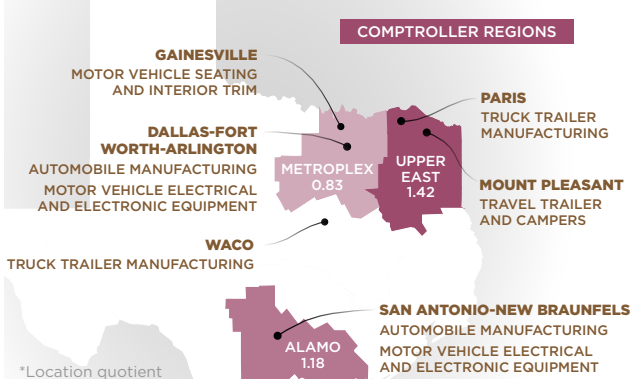 COMPTROLLER REGIONS
GAINESVILLE
MOTOR VEHICLE SEATING
AND INTERIOR TRIM
DALLAS-FORT
WORTH-ARLINGTON
AUTOMOBILE MANUFACTURING
MOTOR VEHICLE ELECTRICAL
AND ELECTRONIC EQUIPMENT
METROPLEX
0.83
UPPER
EAST
1.42
PARIS
TRUCK TRAILER
MANUFACTURING
MOUNT PLEASANT
TRAVEL TRAILER
AND CAMPERS
WACO
TRUCK TRAILER MANUFACTURING
SAN ANTONIO-NEW BRAUNFELS
AUTOMOBILE MANUFACTURING
MOTOR VEHICLE ELECTRICAL
AND ELECTRONIC EQUIPMENT
ALAMO
1.18
*Location quotient